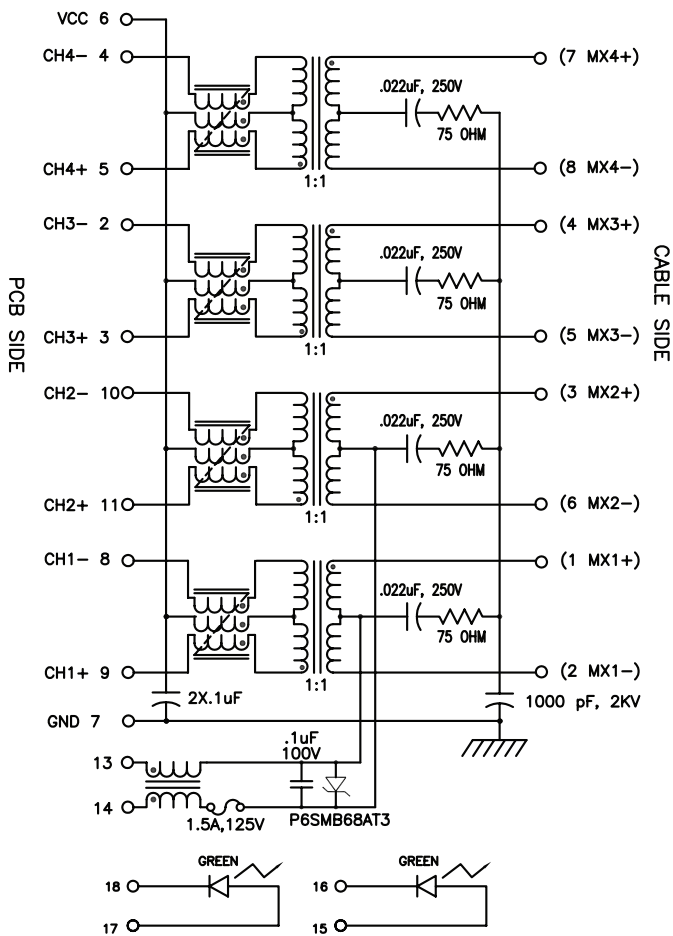 VCC 6
CH4- 4
(7 MX4+)
.022uF, 250V
75 OHM
CH4+ 5
(8 MX4-)
1:1
CH3- 2
(4 MX3+)
.022uF, 250V
75 OHM
CH3+ 3
(5 MX3-)
1:1
PCB SIDE
CABLE SIDE
CH2- 10
(3 MX2+)
.022uF, 250V
75 OHM
CH2+ 11
(6 MX2-)
1:1
CH1- 8
(1 MX1+)
.022uF, 250V
75 OHM
CH1+ 9
(2 MX1-)
1:1
2X.1uF
1000 pF, 2KV
GND 7
13
.1uF
100V
14
1.5A,125V
P6SMB68AT3
GREEN
GREEN
18
16
17
15